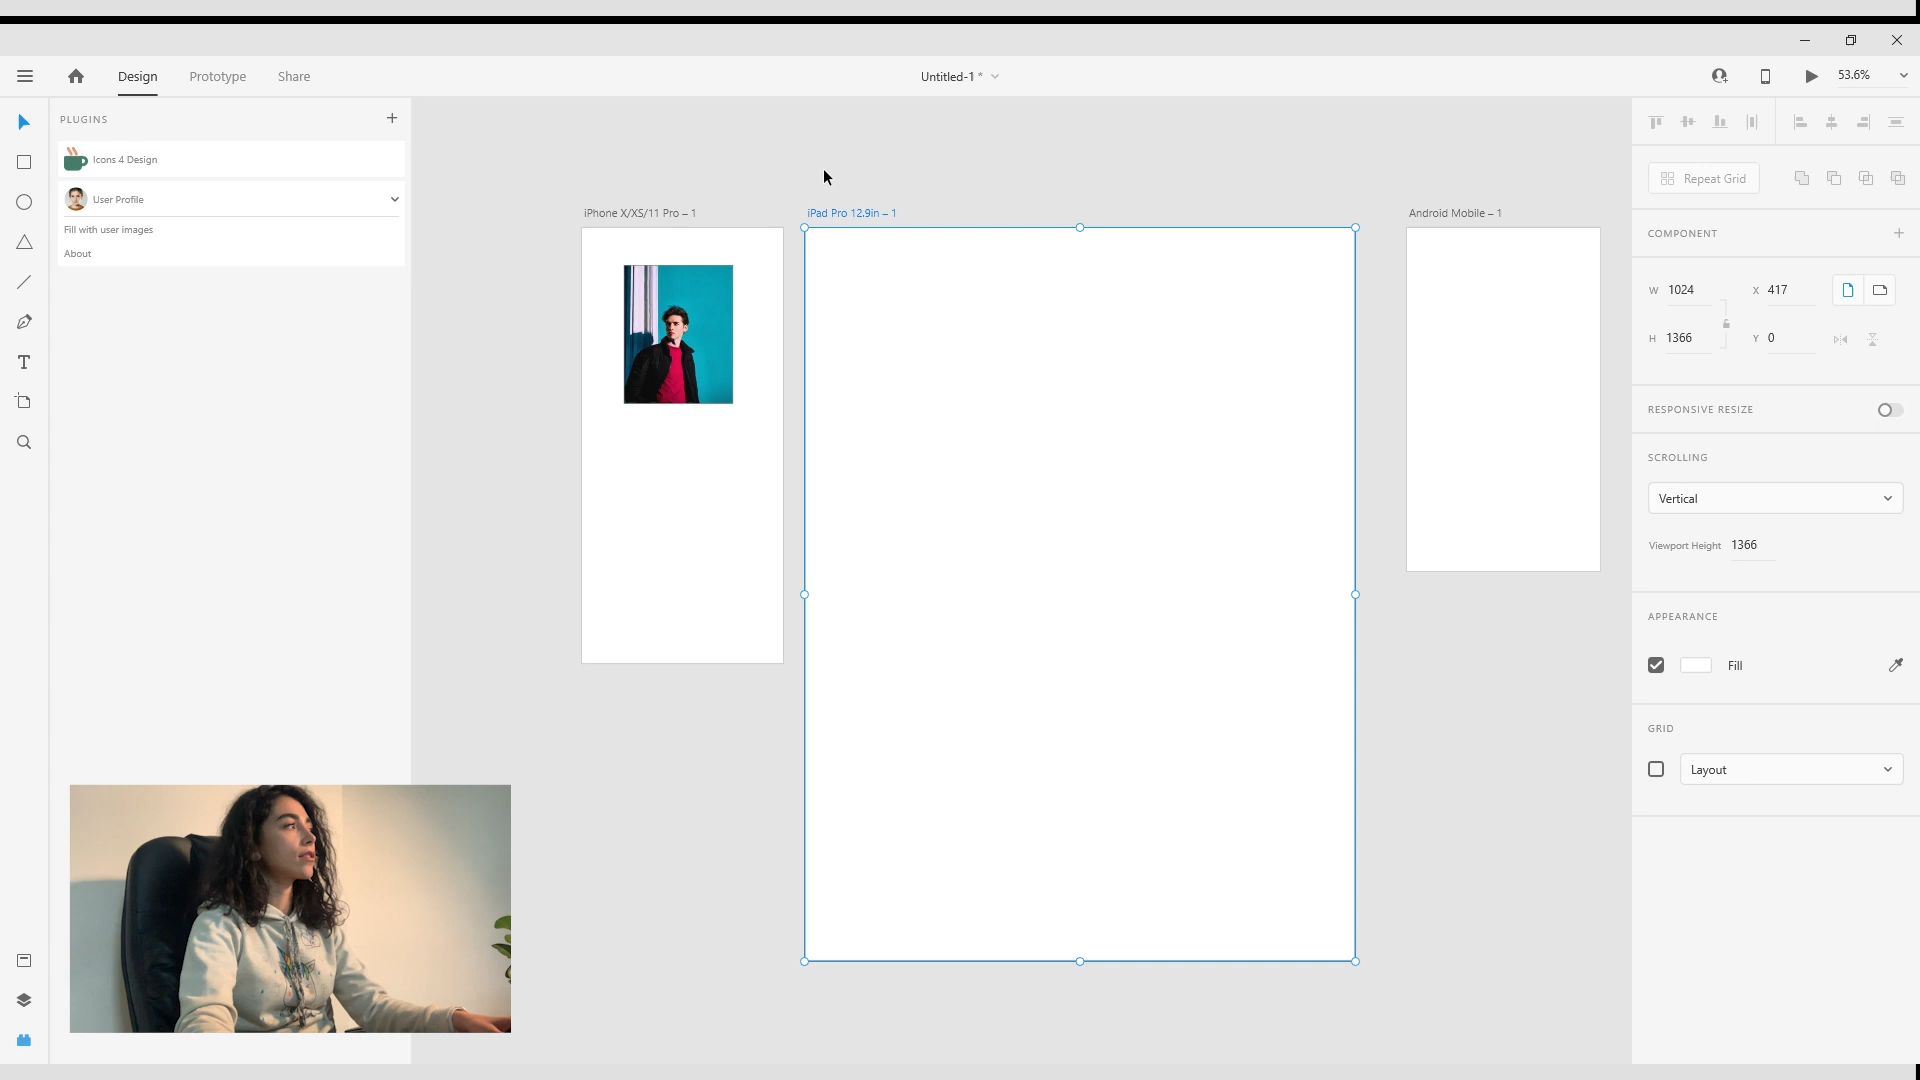 Design
Prototype
Share
Untitled-1 *
53.6%
PLUGINS
Icons 4 Design
User Profile
Fill with user images
About
iPhone X/XS/11 Pro – 1
iPad Pro 12.9in – 1
Android Mobile – 1
Repeat Grid
COMPONENT
W 1024
X 417
H 1366
Y 0
RESPONSIVE RESIZE
SCROLLING
Vertical
Viewport Height 1366
APPEARANCE
Fill
GRID
Layout